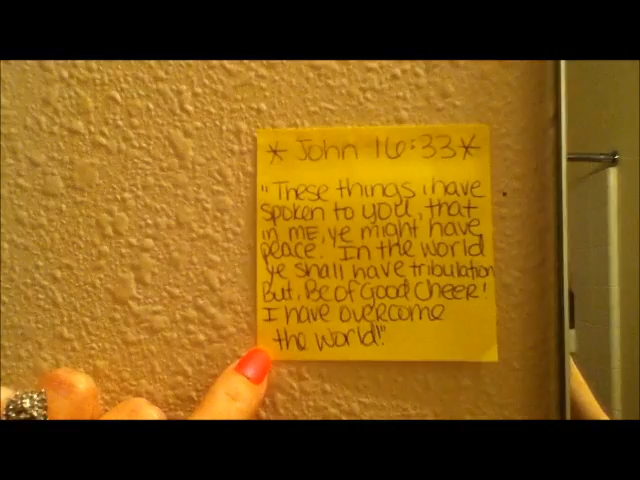 * John 16:33 *
"These things i have
spoken to you, that
in ME, ye might have
peace. In the world
ye shall have tribulation
But, Be of Good Cheer!
I have overcome
the world!"